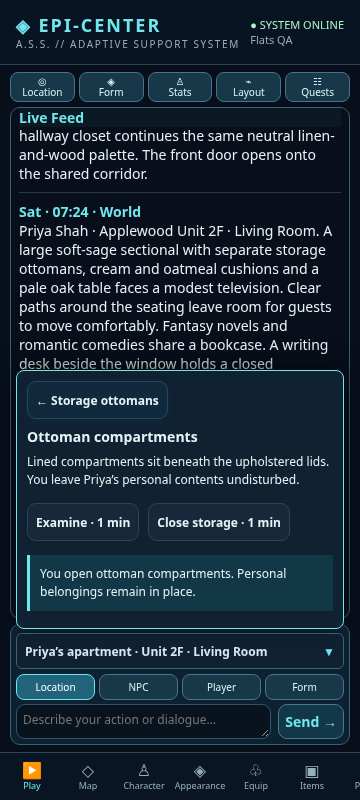 ◈ EPI-CENTER
A.S.S. // ADAPTIVE SUPPORT SYSTEM
● SYSTEM ONLINE
Flats QA
Location
Form
Stats
Layout
Quests
Live Feed
hallway closet continues the same neutral linen-
and-wood palette. The front door opens onto
the shared corridor.
Sat · 07:24 · World
Priya Shah · Applewood Unit 2F · Living Room. A
large soft-sage sectional with separate storage
ottomans, cream and oatmeal cushions and a
pale oak table faces a modest television. Clear
paths around the seating leave room for guests
to move comfortably. Fantasy novels and
romantic comedies share a bookcase. A writing
desk beside the window holds a closed
← Storage ottomans
Ottoman compartments
Lined compartments sit beneath the upholstered lids.
You leave Priya’s personal contents undisturbed.
Examine · 1 min
Close storage · 1 min
You open ottoman compartments. Personal
belongings remain in place.
Priya’s apartment · Unit 2F · Living Room ▼
Location
NPC
Player
Form
Describe your action or dialogue...
Send →
Play
Map
Character
Appearance
Equip
Items